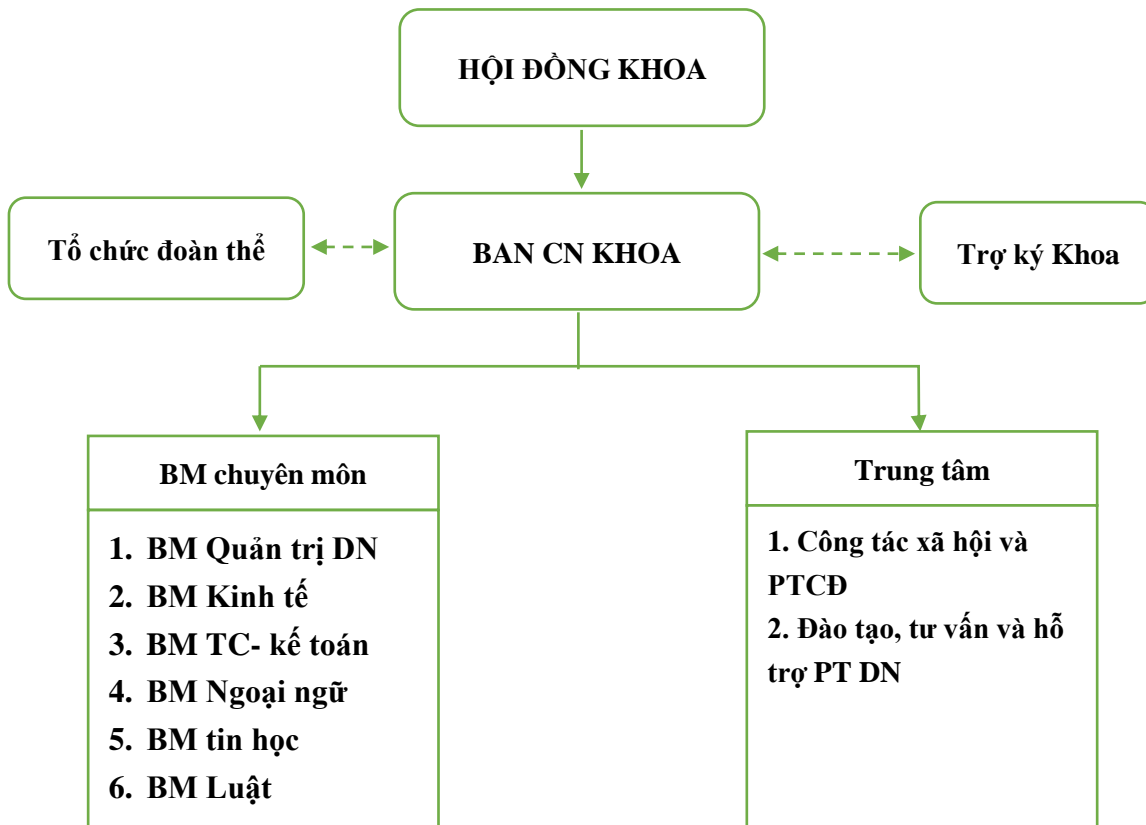 HỘI ĐỒNG KHOA
Tổ chức đoàn thể
BAN CN KHOA
Trợ ký Khoa
BM chuyên môn
1. BM Quản trị DN
2. BM Kinh tế
3. BM TC- kế toán
4. BM Ngoại ngữ
5. BM tin học
6. BM Luật
Trung tâm
1. Công tác xã hội và
PTCĐ
2. Đào tạo, tư vấn và hỗ
trợ PT DN